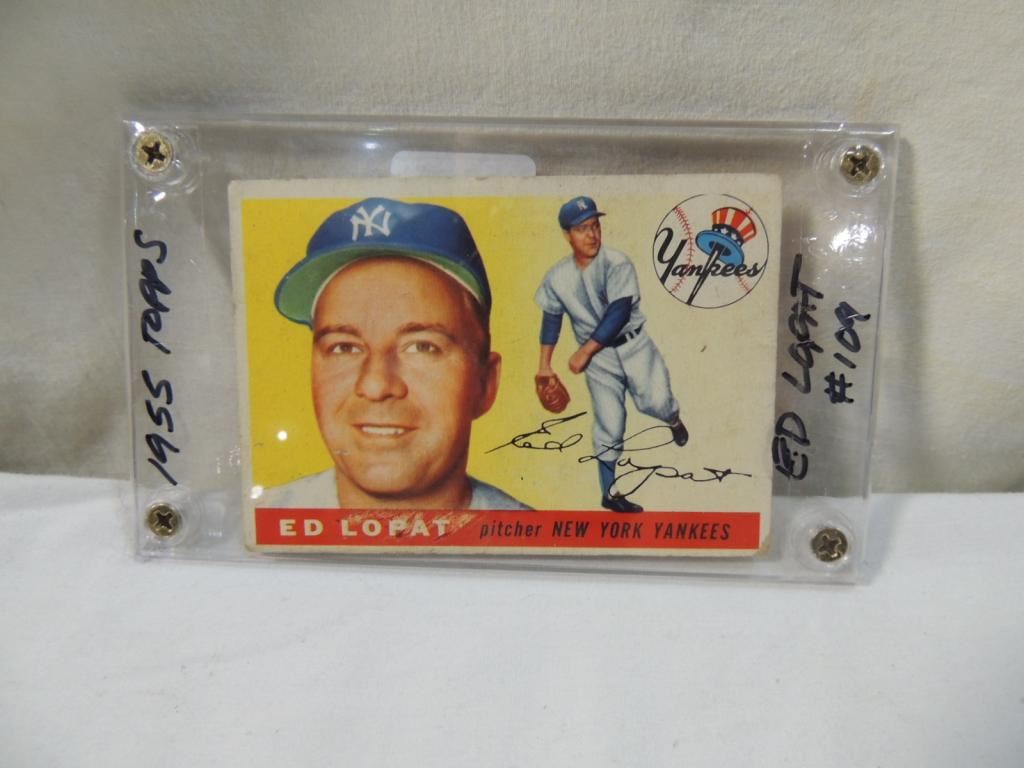 1955 TOPPS
NY
Yankees
Ed Lopat
ED LOPAT pitcher NEW YORK YANKEES
ED LOPAT
#109